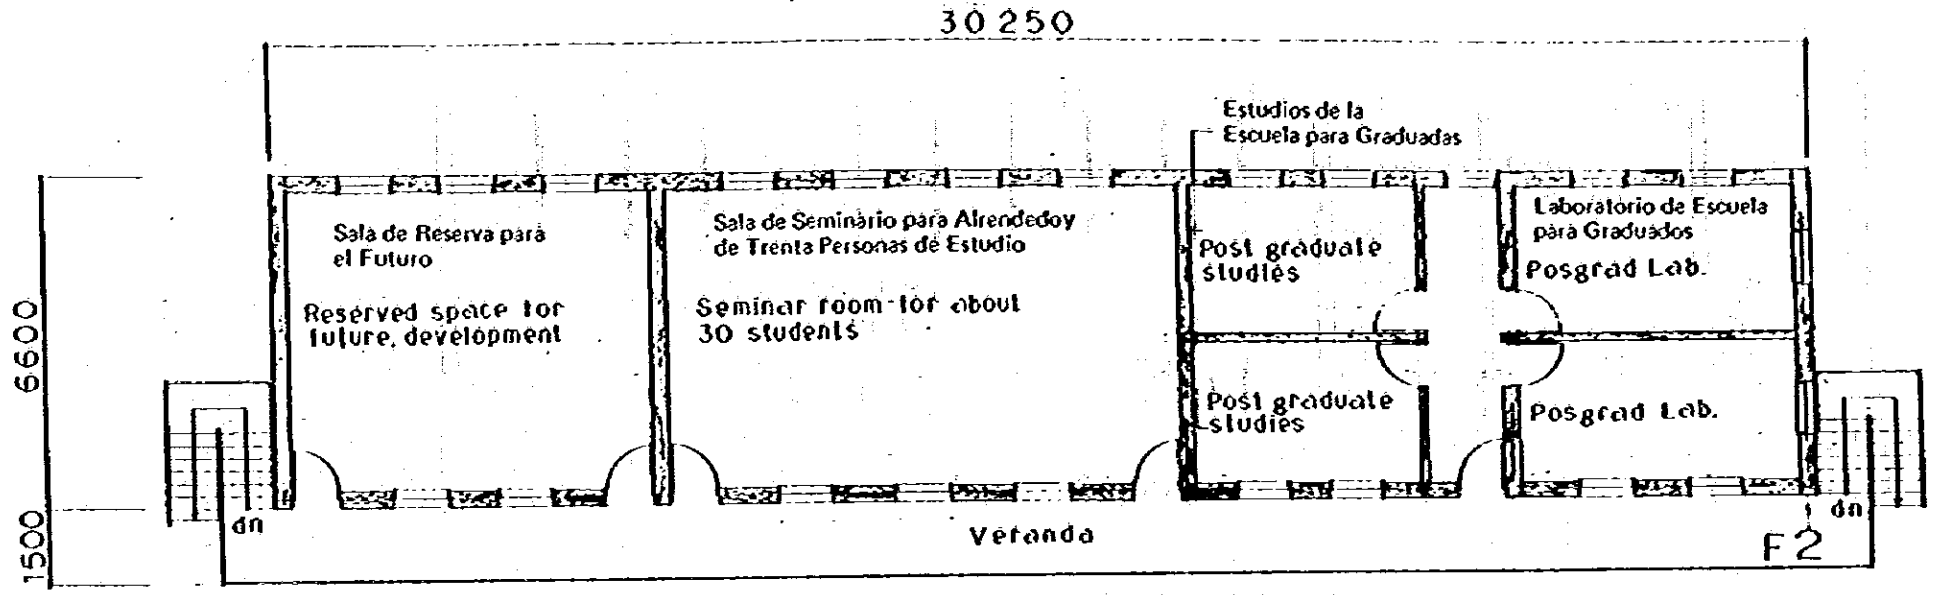 30 250
Estudios de la
Escuela para Graduadas
Sala de Reserva para
el Futuro
Reserved space for
future, development
Sala de Seminàrio para Alrendedoy
de Trenta Personas de Estudio
Seminar room for about
30 students
Post graduate
studies
Laboratorio de Escuela
para Graduados
Posgrad Lab.
Post graduate
studies
Posgrad Lab.
6600
1500
dn
Veranda
dn
F2